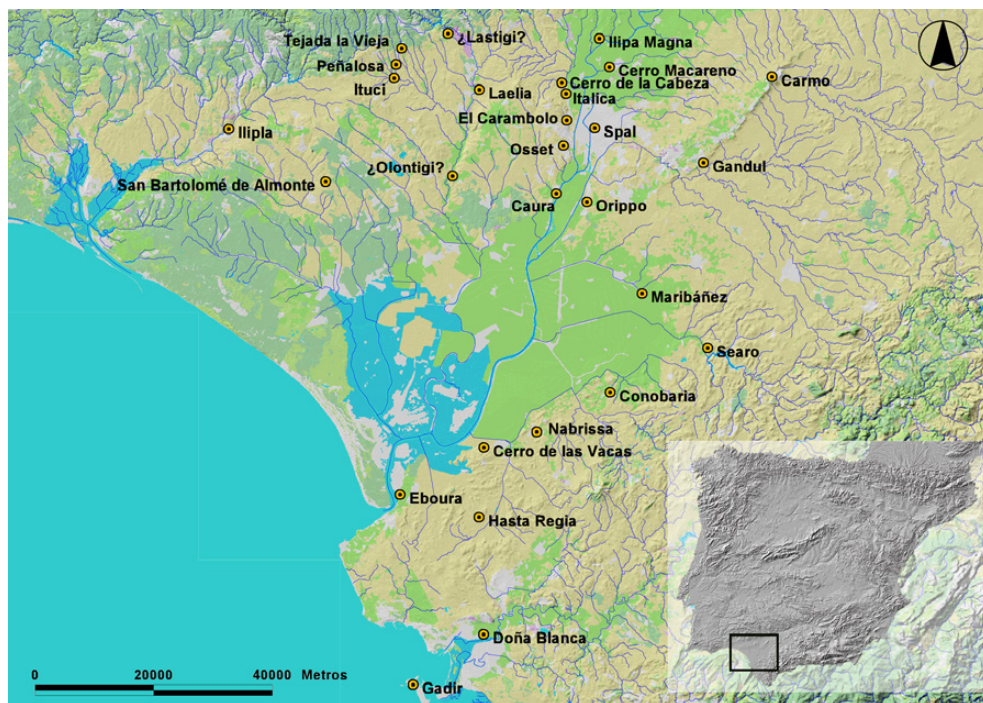 ¿Lastigi?
Ilipa Magna
Tejada la Vieja
Peñalosa
Cerro Macareno
Carmo
Ituci
Laelia
Cerro de la Cabeza
Italica
El Carambolo
Ilipla
Spal
Osset
Gandul
¿Olontigi?
San Bartolomé de Almonte
Caura
Orippo
Maribáñez
Searo
Conobaria
Nabrissa
Cerro de las Vacas
Eboura
Hasta Regia
Doña Blanca
Gadir
0 20000 40000 Metros